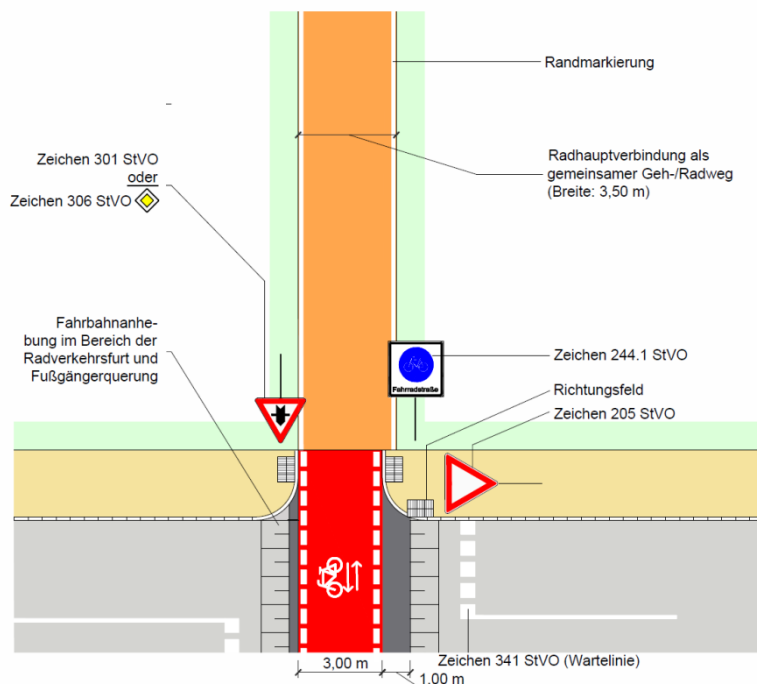 Randmarkierung
Zeichen 301 StVO
oder
Zeichen 306 StVO
Radhauptverbindung als
gemeinsamer Geh-/Radweg
(Breite: 3,50 m)
Fahrbahnanhe-
bung im Bereich der
Radverkehrsfurt und
Fußgängerquerung
Zeichen 244.1 StVO
Fahrradstraße
Richtungsfeld
Zeichen 205 StVO
Zeichen 341 StVO (Wartelinie)
3,00 m
1,00 m